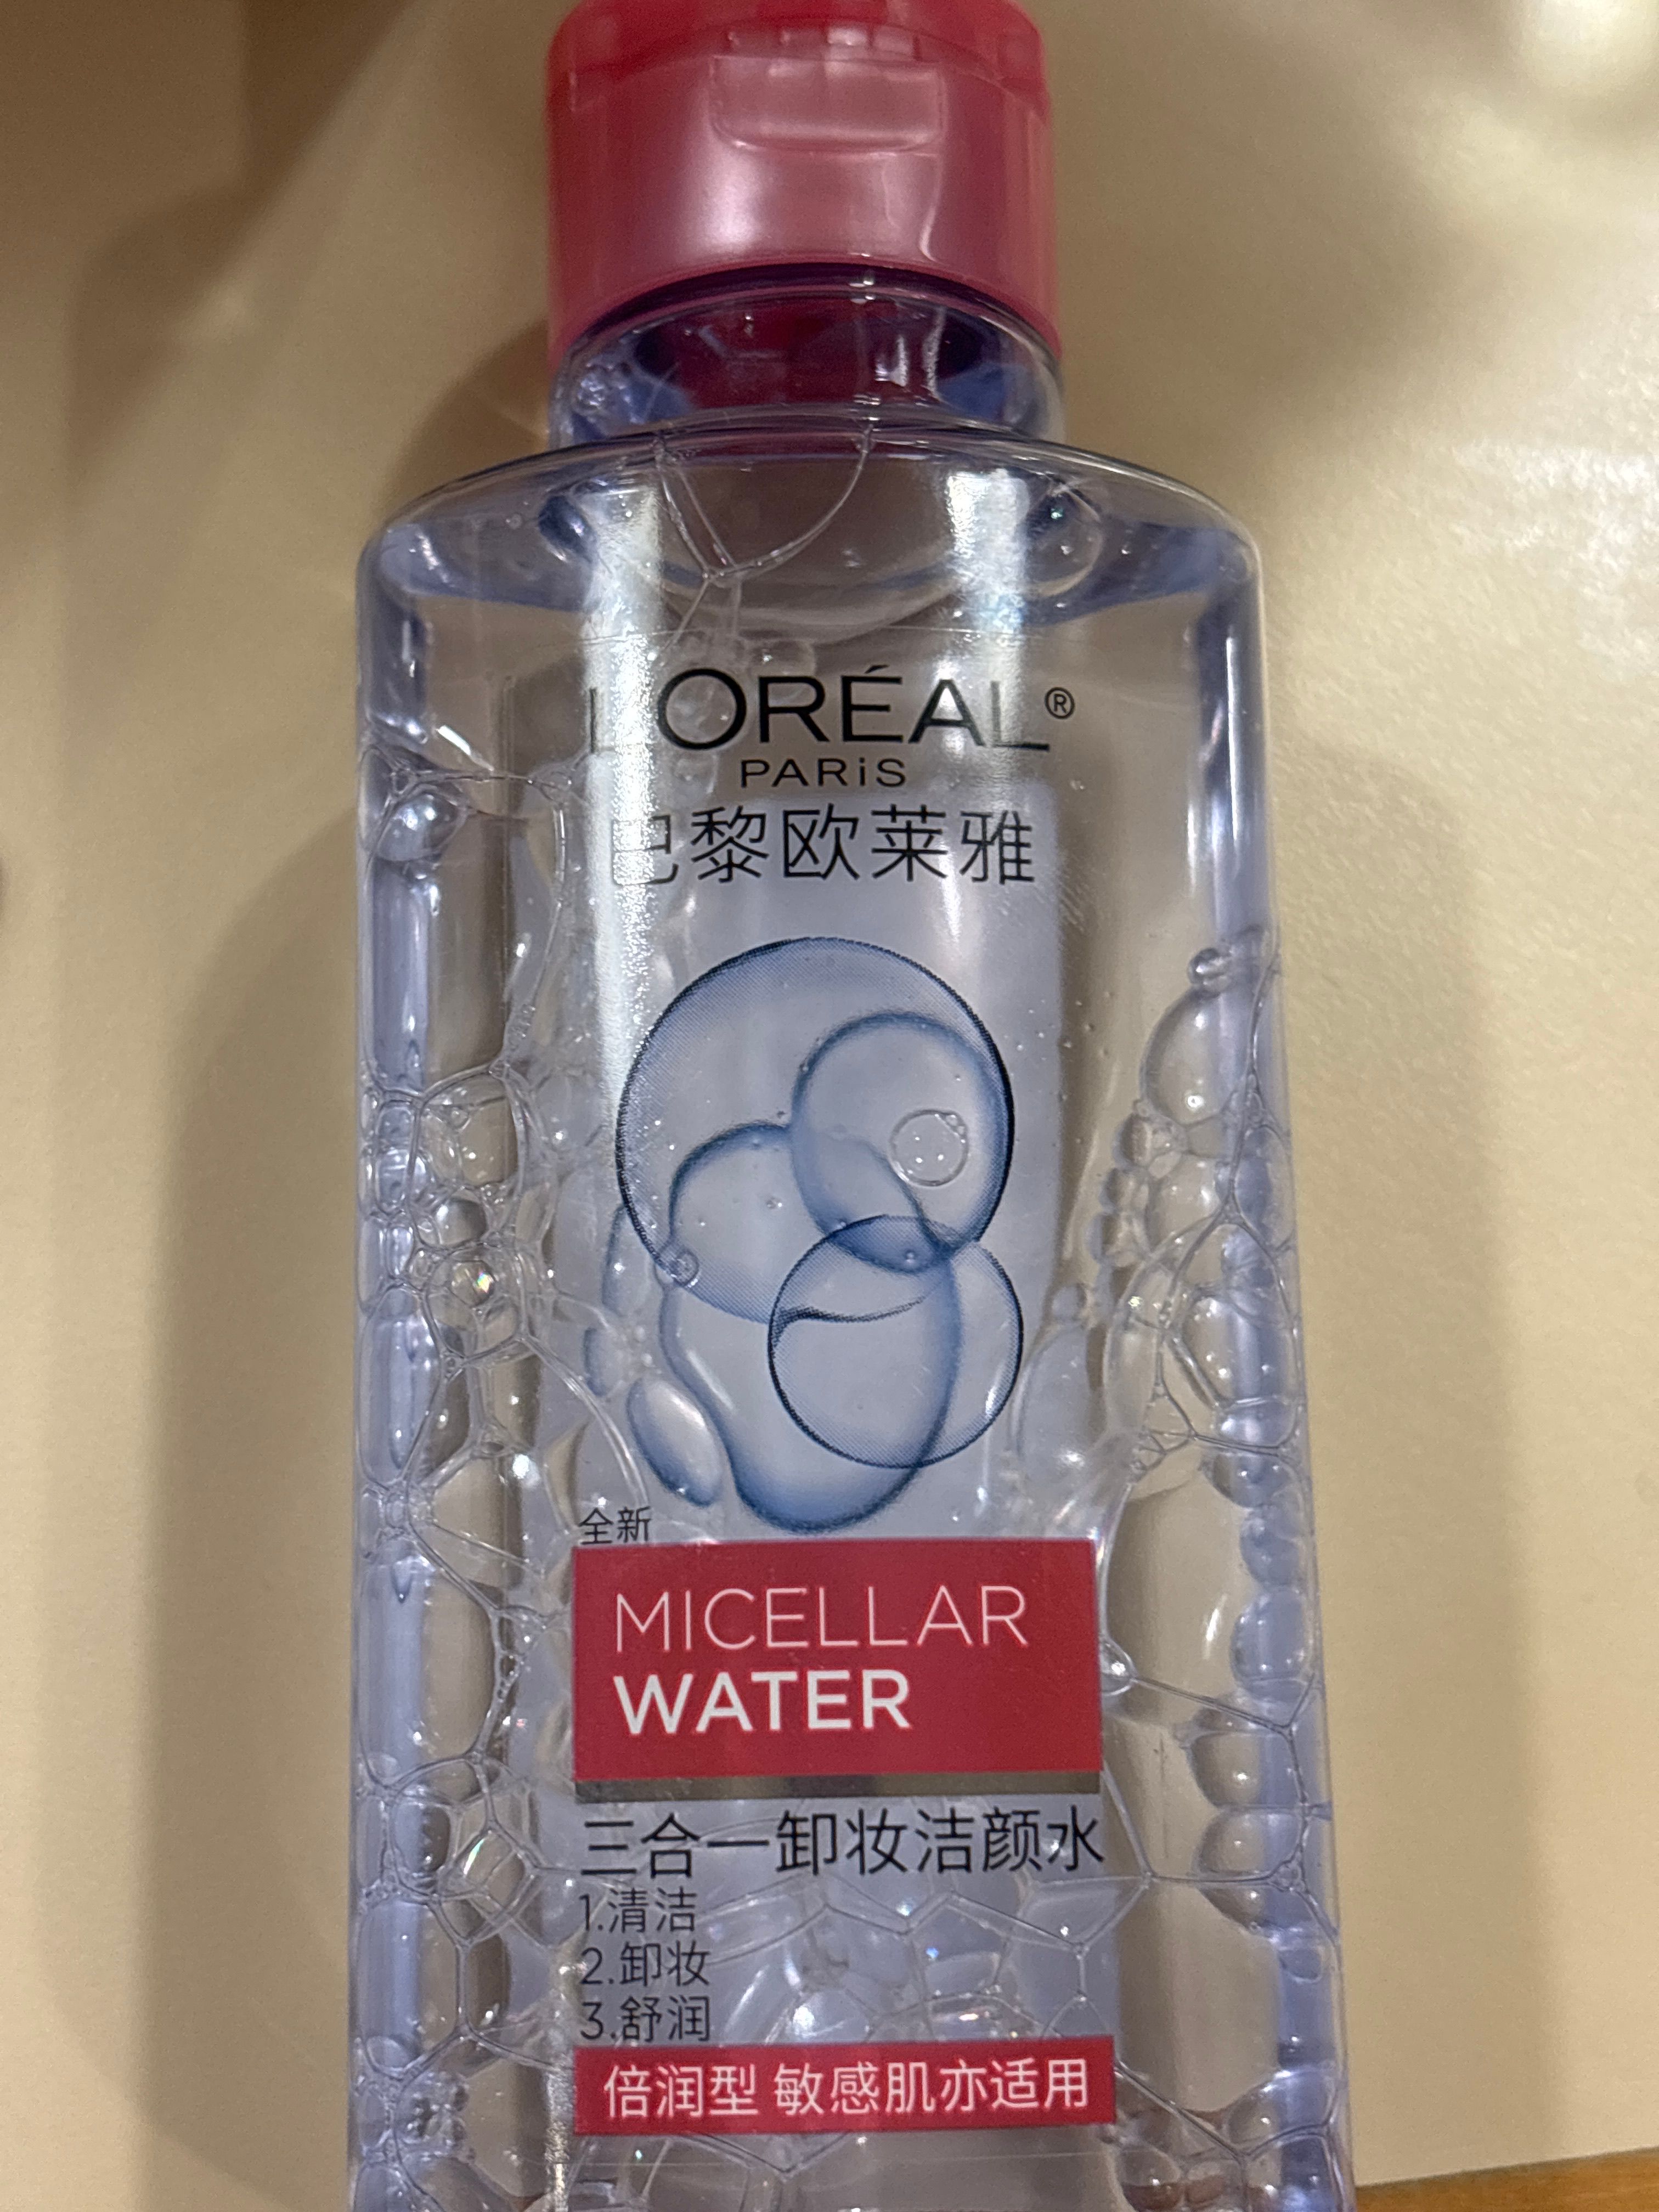 L'ORÉAL®
PARiS
巴黎欧莱雅
全新
MICELLAR
WATER
三合一卸妆洁颜水
1.清洁
2.卸妆
3.舒润
倍润型 敏感肌亦适用